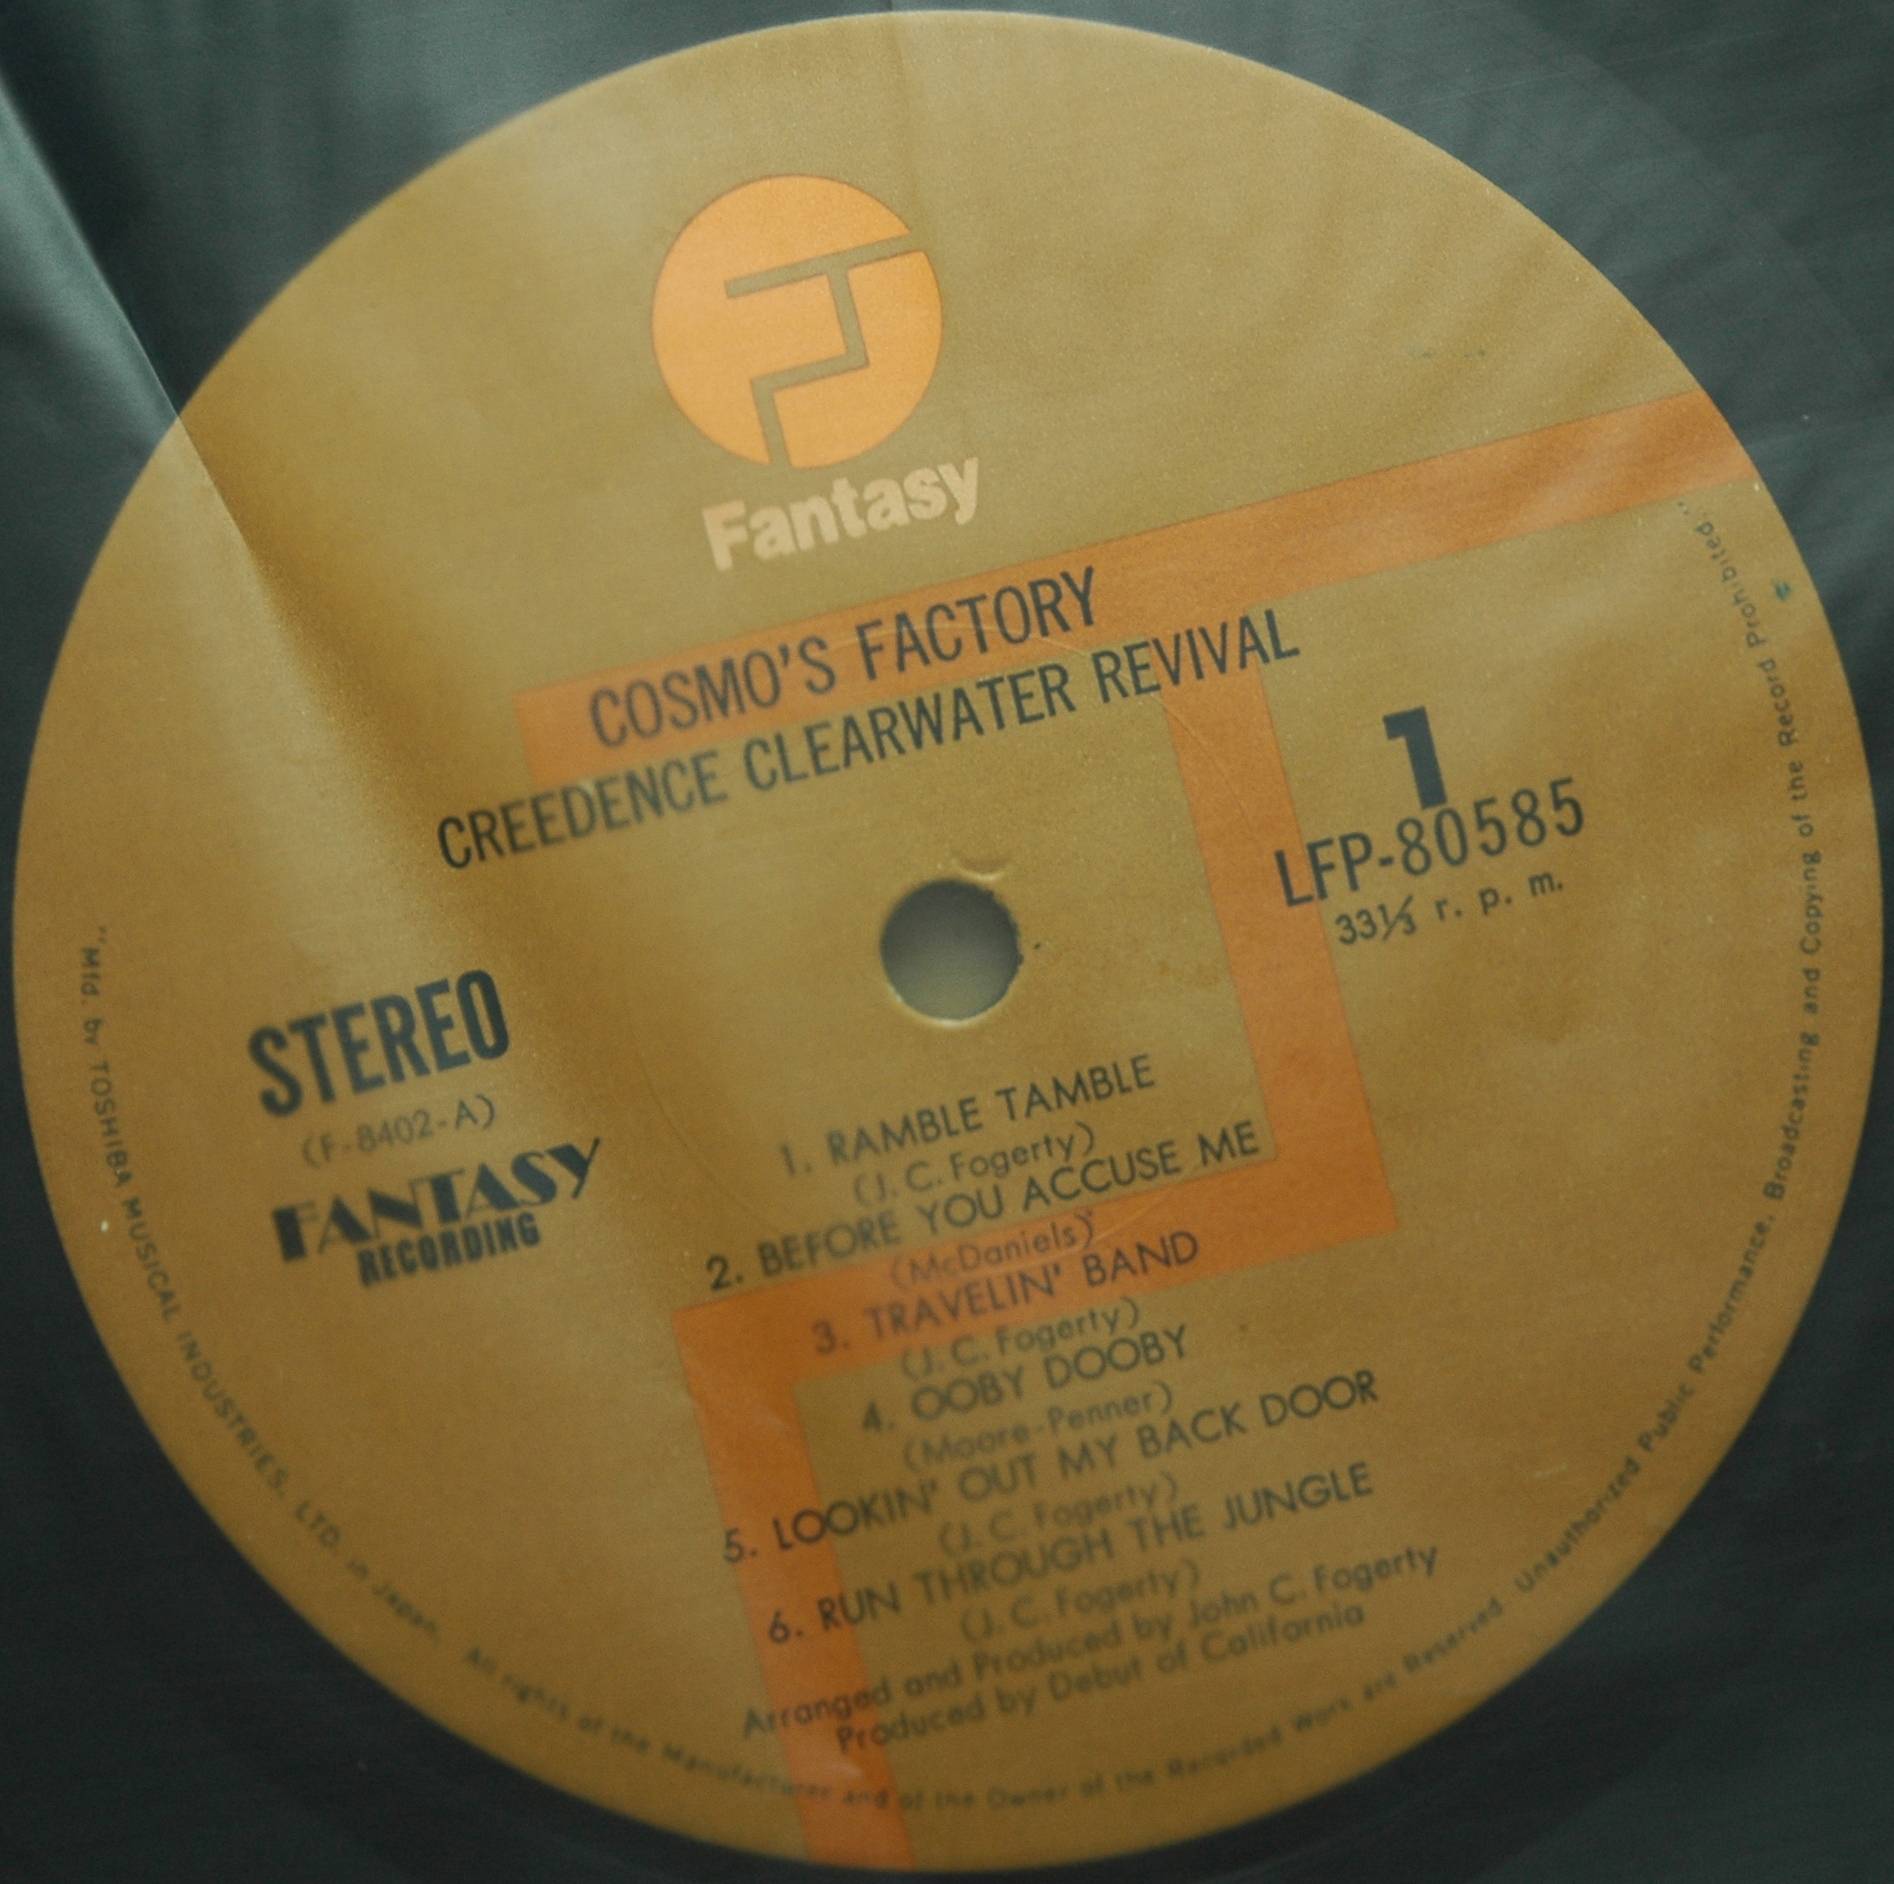 Fantasy
COSMO'S FACTORY
CREEDENCE CLEARWATER REVIVAL
1
LFP-80585
33⅓ r. p. m.
STEREO
(F-8402-A)
FANTASY
RECORDING
1. RAMBLE TAMBLE
(J. C. Fogerty)
2. BEFORE YOU ACCUSE ME
(McDaniels)
3. TRAVELIN' BAND
(J. C. Fogerty)
4. OOBY DOOBY
(Moore-Penner)
5. LOOKIN' OUT MY BACK DOOR
(J. C. Fogerty)
6. RUN THROUGH THE JUNGLE
(J. C. Fogerty)
Arranged and Produced by John C. Fogerty
Produced by Debut of California
"Mfd. by TOSHIBA MUSICAL INDUSTRIES, LTD. in Japan. All rights of the Manufacturer and of the Owner of the Recorded Work are Reserved. Unauthorized Public Performance, Broadcasting and Copying of the Record Prohibited."